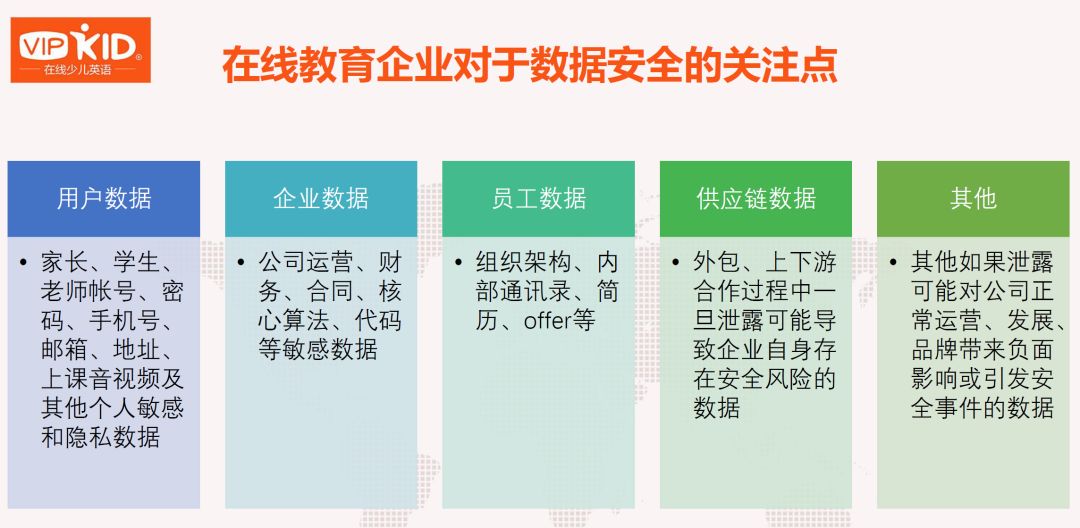 VIPKID®
在线少儿英语
在线教育企业对于数据安全的关注点
用户数据
• 家长、学生、
老师帐号、密
码、手机号、
邮箱、地址、
上课音视频及
其他个人敏感
和隐私数据
企业数据
• 公司运营、财
务、合同、核
心算法、代码
等敏感数据
员工数据
• 组织架构、内
部通讯录、简
历、offer等
供应链数据
• 外包、上下游
合作过程中一
旦泄露可能导
致企业自身存
在安全风险的
数据
其他
• 其他如果泄露
可能对公司正
常运营、发展、
品牌带来负面
影响或引发安
全事件的数据